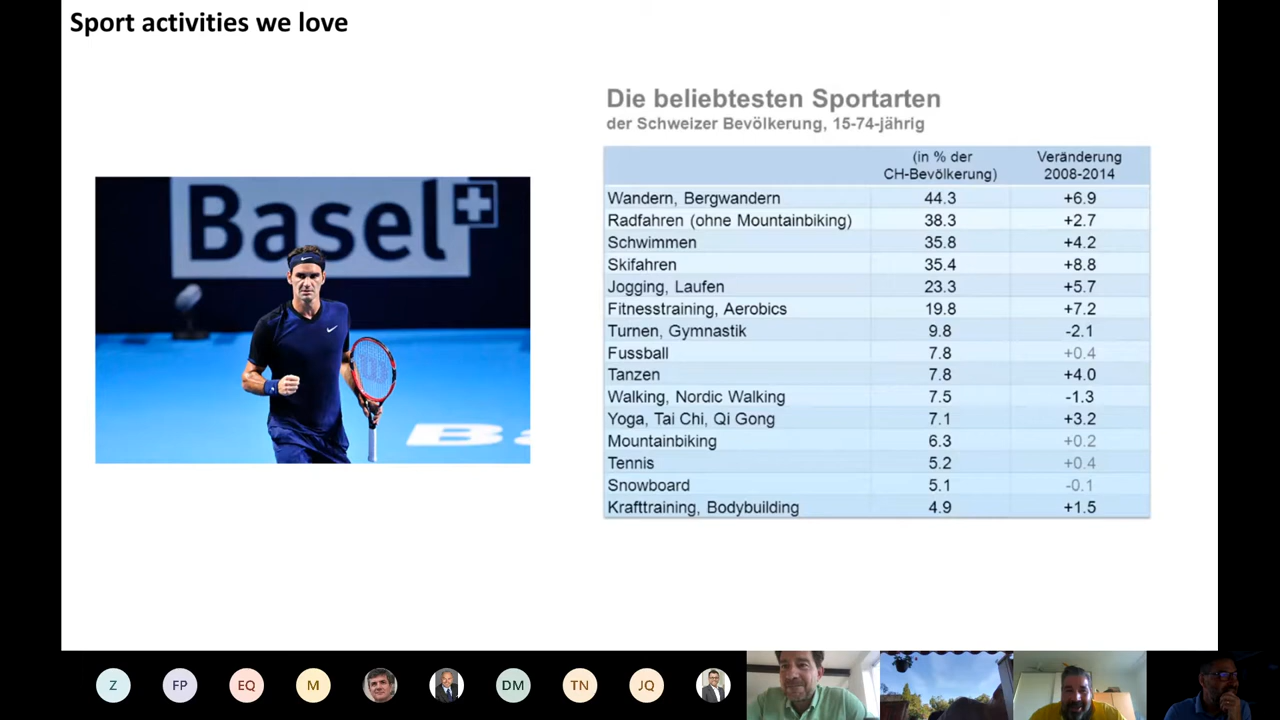 Sport activities we love
Basel
Ba
Die beliebtesten Sportarten
der Schweizer Bevölkerung, 15-74-jährig
(in % der CH-Bevölkerung) Veränderung 2008-2014
Wandern, Bergwandern 44.3 +6.9
Radfahren (ohne Mountainbiking) 38.3 +2.7
Schwimmen 35.8 +4.2
Skifahren 35.4 +8.8
Jogging, Laufen 23.3 +5.7
Fitnesstraining, Aerobics 19.8 +7.2
Turnen, Gymnastik 9.8 -2.1
Fussball 7.8 +0.4
Tanzen 7.8 +4.0
Walking, Nordic Walking 7.5 -1.3
Yoga, Tai Chi, Qi Gong 7.1 +3.2
Mountainbiking 6.3 +0.2
Tennis 5.2 +0.4
Snowboard 5.1 -0.1
Krafttraining, Bodybuilding 4.9 +1.5
Z FP EQ M DM TN JQ